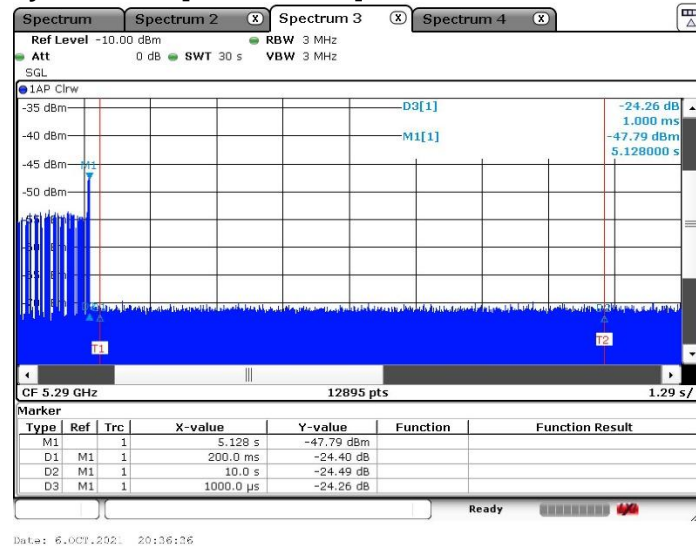 Spectrum Spectrum 2 X Spectrum 3 X Spectrum 4 X
Ref Level -10.00 dBm RBW 3 MHz
Att 0 dB SWT 30 s VBW 3 MHz
SGL
1AP Clrw
-35 dBm D3[1] -24.26 dB
1.000 ms
-40 dBm M1[1] -47.79 dBm
5.128000 s
-45 dBm M1
-50 dBm
D2
T1 T2
CF 5.29 GHz 12895 pts 1.29 s/
Marker
Type Ref Trc X-value Y-value Function Function Result
M1 1 5.128 s -47.79 dBm
D1 M1 1 200.0 ms -24.40 dB
D2 M1 1 10.0 s -24.49 dB
D3 M1 1 1000.0 µs -24.26 dB
Ready
Date: 6.OCT.2021 20:36:36